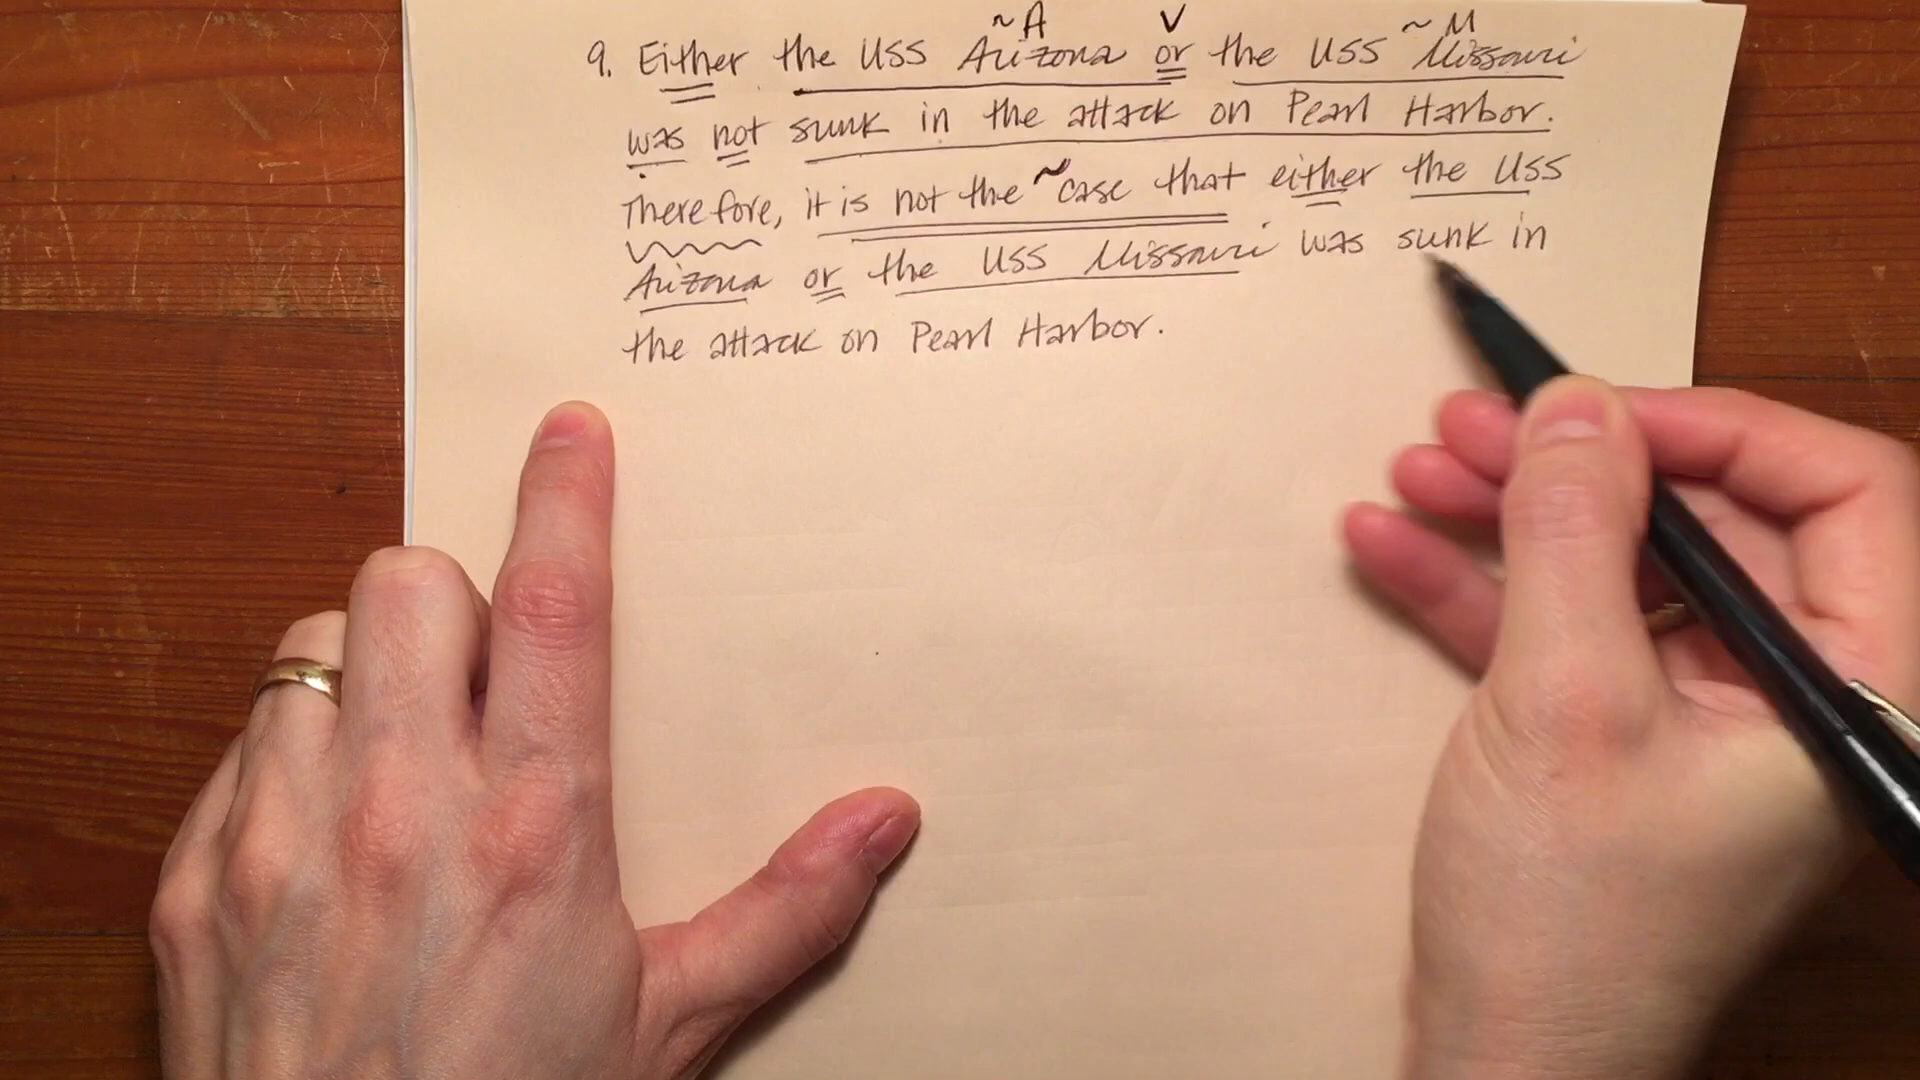 ~A V ~M
9. Either the USS Arizona or the USS Missouri
was not sunk in the attack on Pearl Harbor.
Therefore, it is not the ~ case that either the USS
Arizona or the USS Missouri was sunk in
the attack on Pearl Harbor.